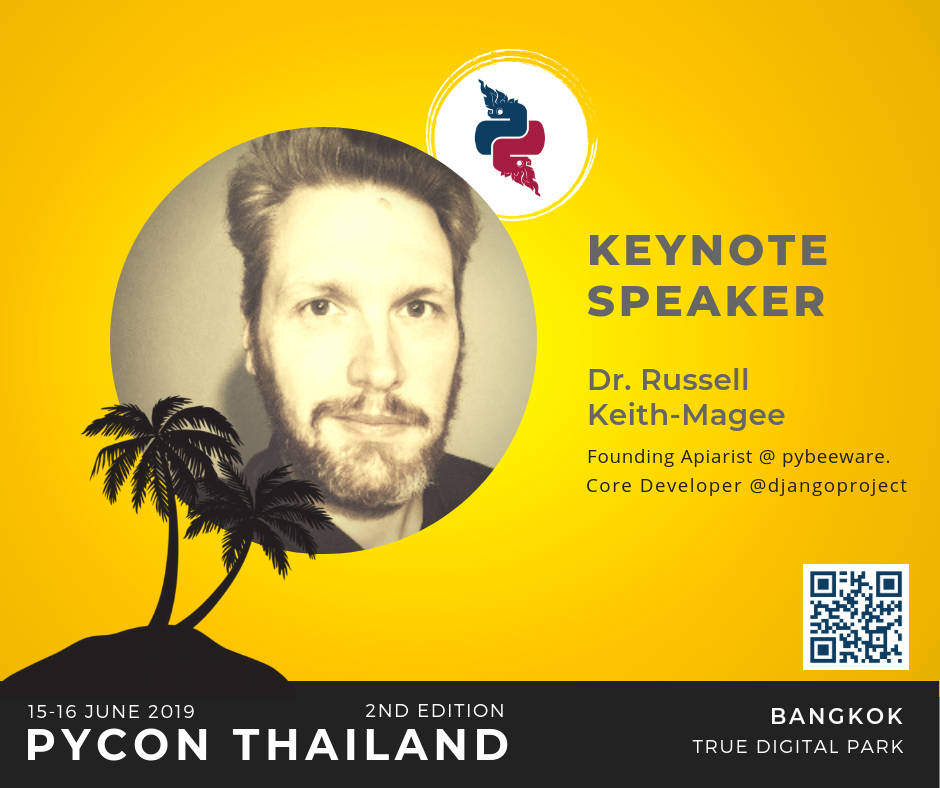 KEYNOTE
SPEAKER
Dr. Russell
Keith-Magee
Founding Apiarist @ pybeeware.
Core Developer @djangoproject
15-16 JUNE 2019
2ND EDITION
PYCON THAILAND
BANGKOK
TRUE DIGITAL PARK